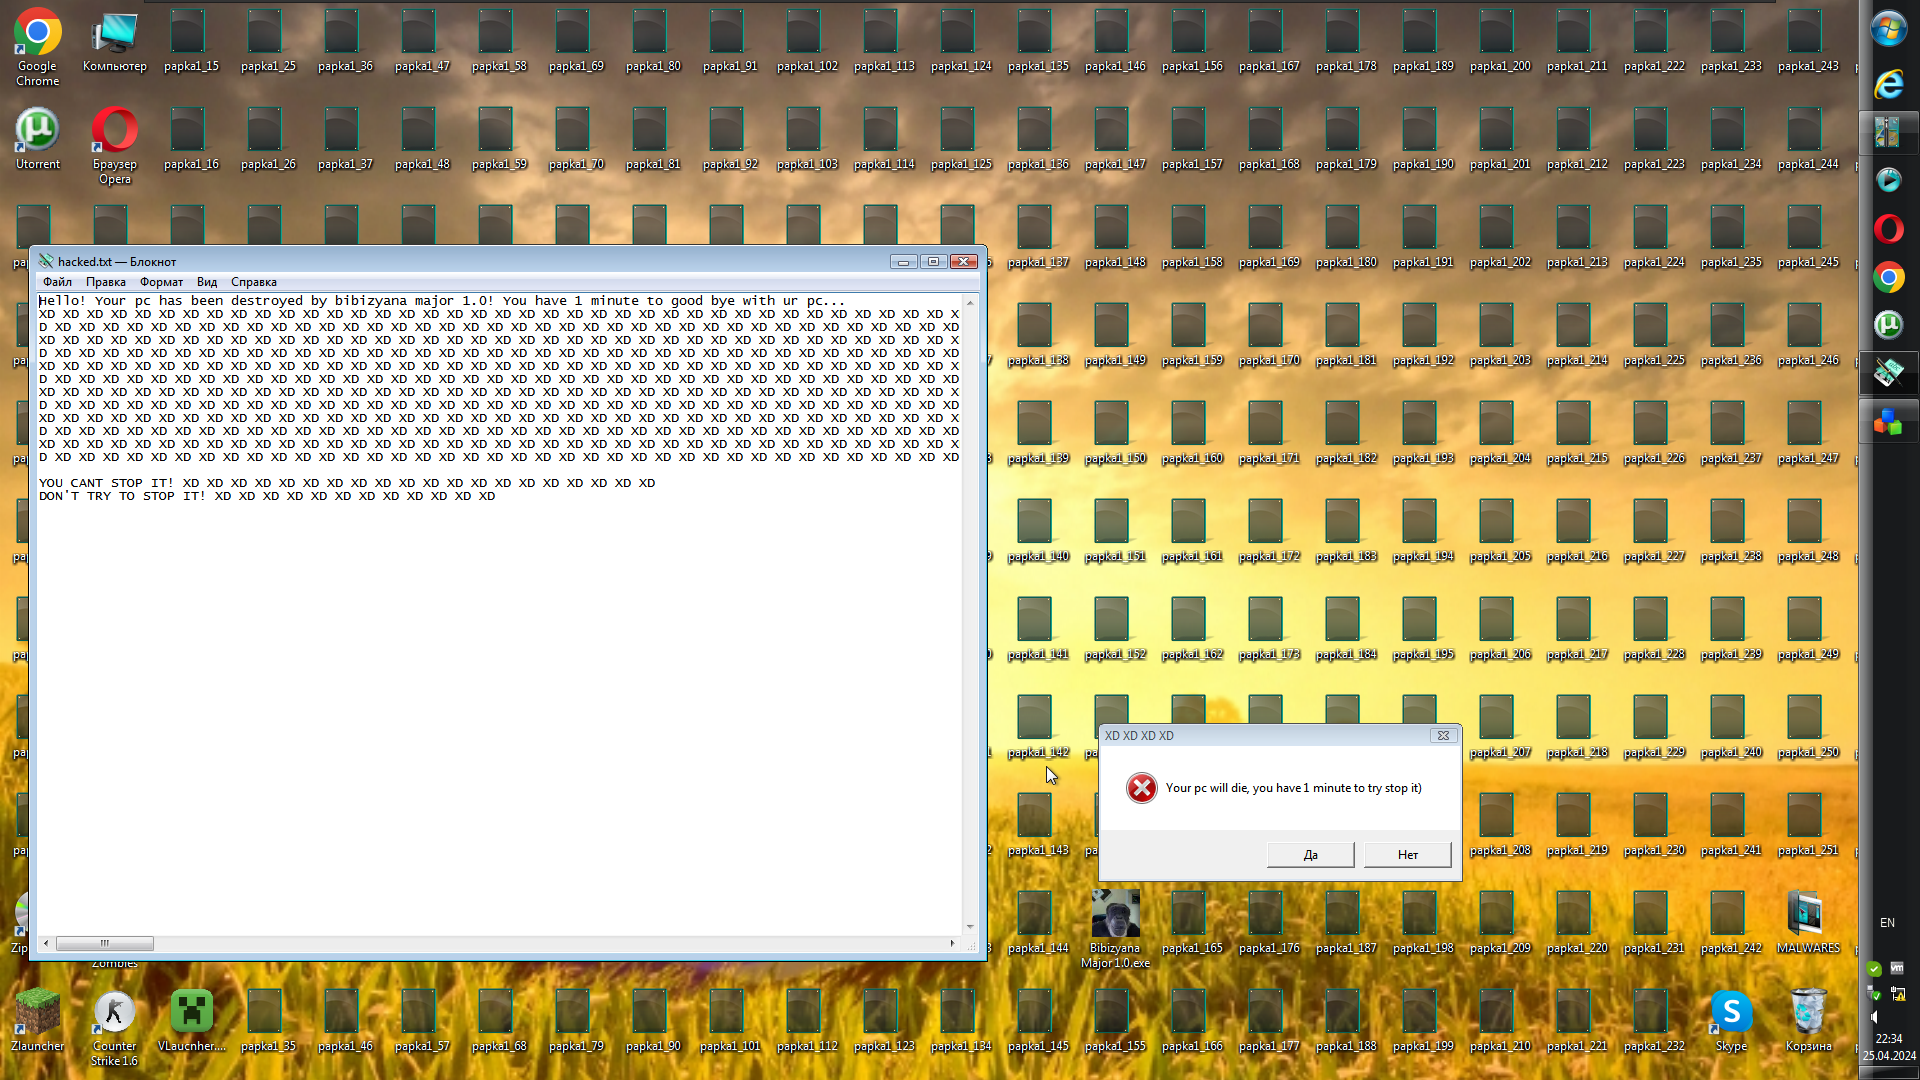 Google Chrome
Компьютер
papka1_15 papka1_25 papka1_36 papka1_47 papka1_58 papka1_69 papka1_80 papka1_91 papka1_102 papka1_113 papka1_124 papka1_135 papka1_146 papka1_156 papka1_167 papka1_178 papka1_189 papka1_200 papka1_211 papka1_222 papka1_233 papka1_243
Utorrent
Браузер Opera
papka1_16 papka1_26 papka1_37 papka1_48 papka1_59 papka1_70 papka1_81 papka1_92 papka1_103 papka1_114 papka1_125 papka1_136 papka1_147 papka1_157 papka1_168 papka1_179 papka1_190 papka1_201 papka1_212 papka1_223 papka1_234 papka1_244
papka1_137 papka1_148 papka1_158 papka1_169 papka1_180 papka1_191 papka1_202 papka1_213 papka1_224 papka1_235 papka1_245
hacked.txt — Блокнот
Файл Правка Формат Вид Справка
Hello! Your pc has been destroyed by bibizyana major 1.0! You have 1 minute to good bye with ur pc...
XD XD XD XD XD XD XD XD XD XD XD XD XD XD XD XD XD XD XD XD XD XD XD XD XD XD XD XD XD XD XD XD XD XD XD XD XD XD X
D XD XD XD XD XD XD XD XD XD XD XD XD XD XD XD XD XD XD XD XD XD XD XD XD XD XD XD XD XD XD XD XD XD XD XD XD XD XD
XD XD XD XD XD XD XD XD XD XD XD XD XD XD XD XD XD XD XD XD XD XD XD XD XD XD XD XD XD XD XD XD XD XD XD XD XD XD X
D XD XD XD XD XD XD XD XD XD XD XD XD XD XD XD XD XD XD XD XD XD XD XD XD XD XD XD XD XD XD XD XD XD XD XD XD XD XD
XD XD XD XD XD XD XD XD XD XD XD XD XD XD XD XD XD XD XD XD XD XD XD XD XD XD XD XD XD XD XD XD XD XD XD XD XD XD X
D XD XD XD XD XD XD XD XD XD XD XD XD XD XD XD XD XD XD XD XD XD XD XD XD XD XD XD XD XD XD XD XD XD XD XD XD XD XD
XD XD XD XD XD XD XD XD XD XD XD XD XD XD XD XD XD XD XD XD XD XD XD XD XD XD XD XD XD XD XD XD XD XD XD XD XD XD X
D XD XD XD XD XD XD XD XD XD XD XD XD XD XD XD XD XD XD XD XD XD XD XD XD XD XD XD XD XD XD XD XD XD XD XD XD XD XD
XD XD XD XD XD XD XD XD XD XD XD XD XD XD XD XD XD XD XD XD XD XD XD XD XD XD XD XD XD XD XD XD XD XD XD XD XD XD X
D XD XD XD XD XD XD XD XD XD XD XD XD XD XD XD XD XD XD XD XD XD XD XD XD XD XD XD XD XD XD XD XD XD XD XD XD XD XD
XD XD XD XD XD XD XD XD XD XD XD XD XD XD XD XD XD XD XD XD XD XD XD XD XD XD XD XD XD XD XD XD XD XD XD XD XD XD X
D XD XD XD XD XD XD XD XD XD XD XD XD XD XD XD XD XD XD XD XD XD XD XD XD XD XD XD XD XD XD XD XD XD XD XD XD XD XD
YOU CANT STOP IT! XD XD XD XD XD XD XD XD XD XD XD XD XD XD XD XD XD XD XD XD
DON'T TRY TO STOP IT! XD XD XD XD XD XD XD XD XD XD XD XD
papka1_138 papka1_149 papka1_159 papka1_170 papka1_181 papka1_192 papka1_203 papka1_214 papka1_225 papka1_236 papka1_246
papka1_139 papka1_150 papka1_160 papka1_171 papka1_182 papka1_193 papka1_204 papka1_215 papka1_226 papka1_237 papka1_247
papka1_140 papka1_151 papka1_161 papka1_172 papka1_183 papka1_194 papka1_205 papka1_216 papka1_227 papka1_238 papka1_248
papka1_141 papka1_152 papka1_162 papka1_173 papka1_184 papka1_195 papka1_206 papka1_217 papka1_228 papka1_239 papka1_249
papka1_142 papka1_207 papka1_218 papka1_229 papka1_240 papka1_250
XD XD XD XD
Your pc will die, you have 1 minute to try stop it)
Да Нет
papka1_143 papka1_208 papka1_219 papka1_230 papka1_241 papka1_251
papka1_144
Bibizyana Major 1.0.exe
papka1_165 papka1_176 papka1_187 papka1_198 papka1_209 papka1_220 papka1_231 papka1_242 MALWARES
Zombies
Zlauncher
Counter Strike 1.6
VLaucnher....
papka1_35 papka1_46 papka1_57 papka1_68 papka1_79 papka1_90 papka1_101 papka1_112 papka1_123 papka1_134 papka1_145 papka1_155 papka1_166 papka1_177 papka1_188 papka1_199 papka1_210 papka1_221 papka1_232 Skype Корзина
EN
22:34
25.04.2024